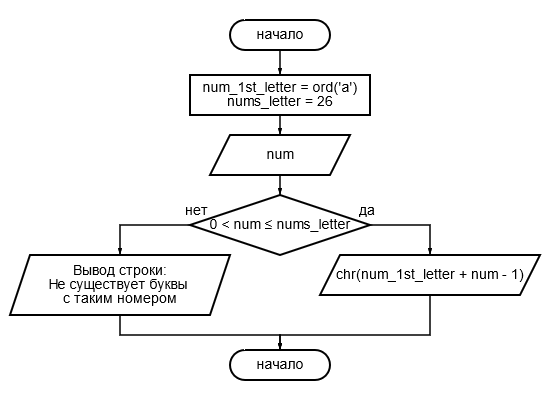 начало
num_1st_letter = ord('a')
nums_letter = 26
num
нет
0 < num ≤ nums_letter
да
Вывод строки:
Не существует буквы
с таким номером
chr(num_1st_letter + num - 1)
начало